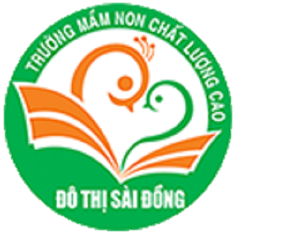 TRƯỜNG MẦM NON CHẤT LƯỢNG CAO
ĐÔ THỊ SÀI ĐỒNG